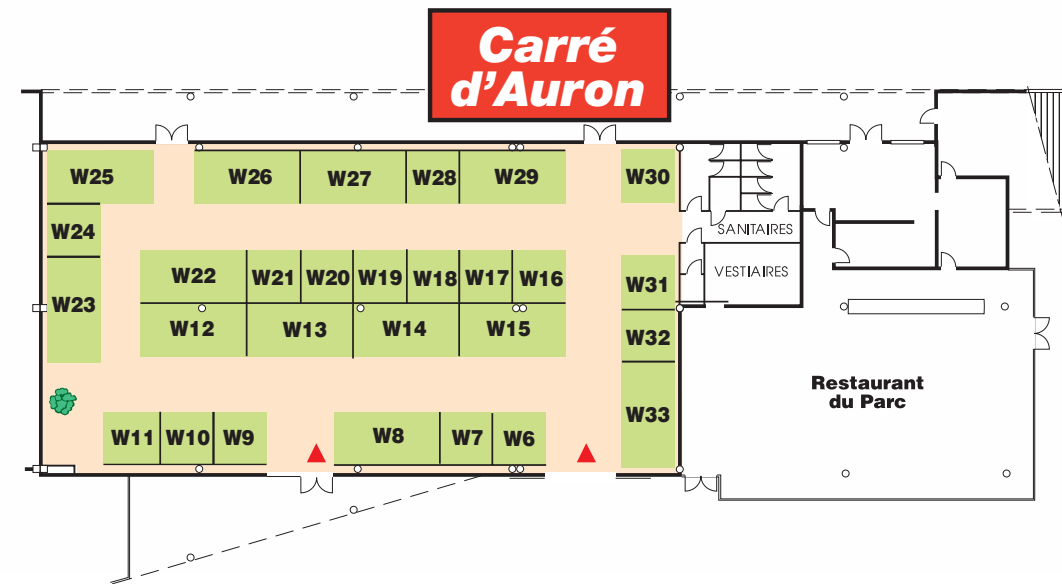 Carré
d'Auron
W25
W26
W27
W28
W29
W30
W24
SANITAIRES
W22
W21
W20
W19
W18
W17
W16
W31
VESTIAIRES
W23
W12
W13
W14
W15
W32
Restaurant
du Parc
W33
W11
W10
W9
W8
W7
W6